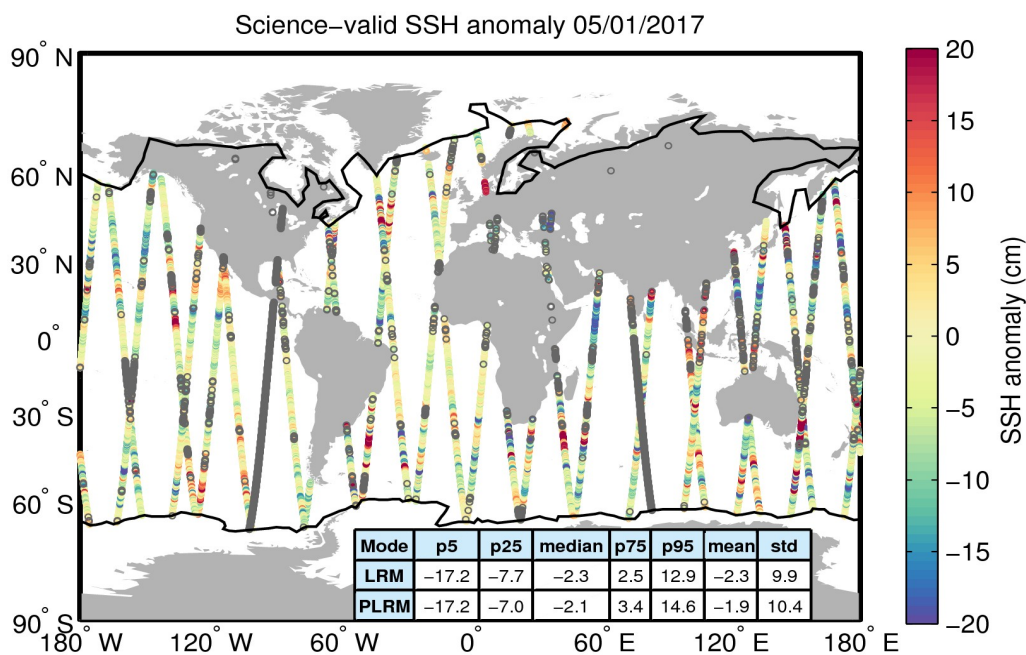 Science−valid SSH anomaly 05/01/2017
90° N
60° N
30° N
0°
30° S
60° S
90° S
180° W
120° W
60° W
0°
60° E
120° E
180° E
Mode p5 p25 median p75 p95 mean std
LRM −17.2 −7.7 −2.3 2.5 12.9 −2.3 9.9
PLRM −17.2 −7.0 −2.1 3.4 14.6 −1.9 10.4
20
15
10
5
0
−5
−10
−15
−20
SSH anomaly (cm)